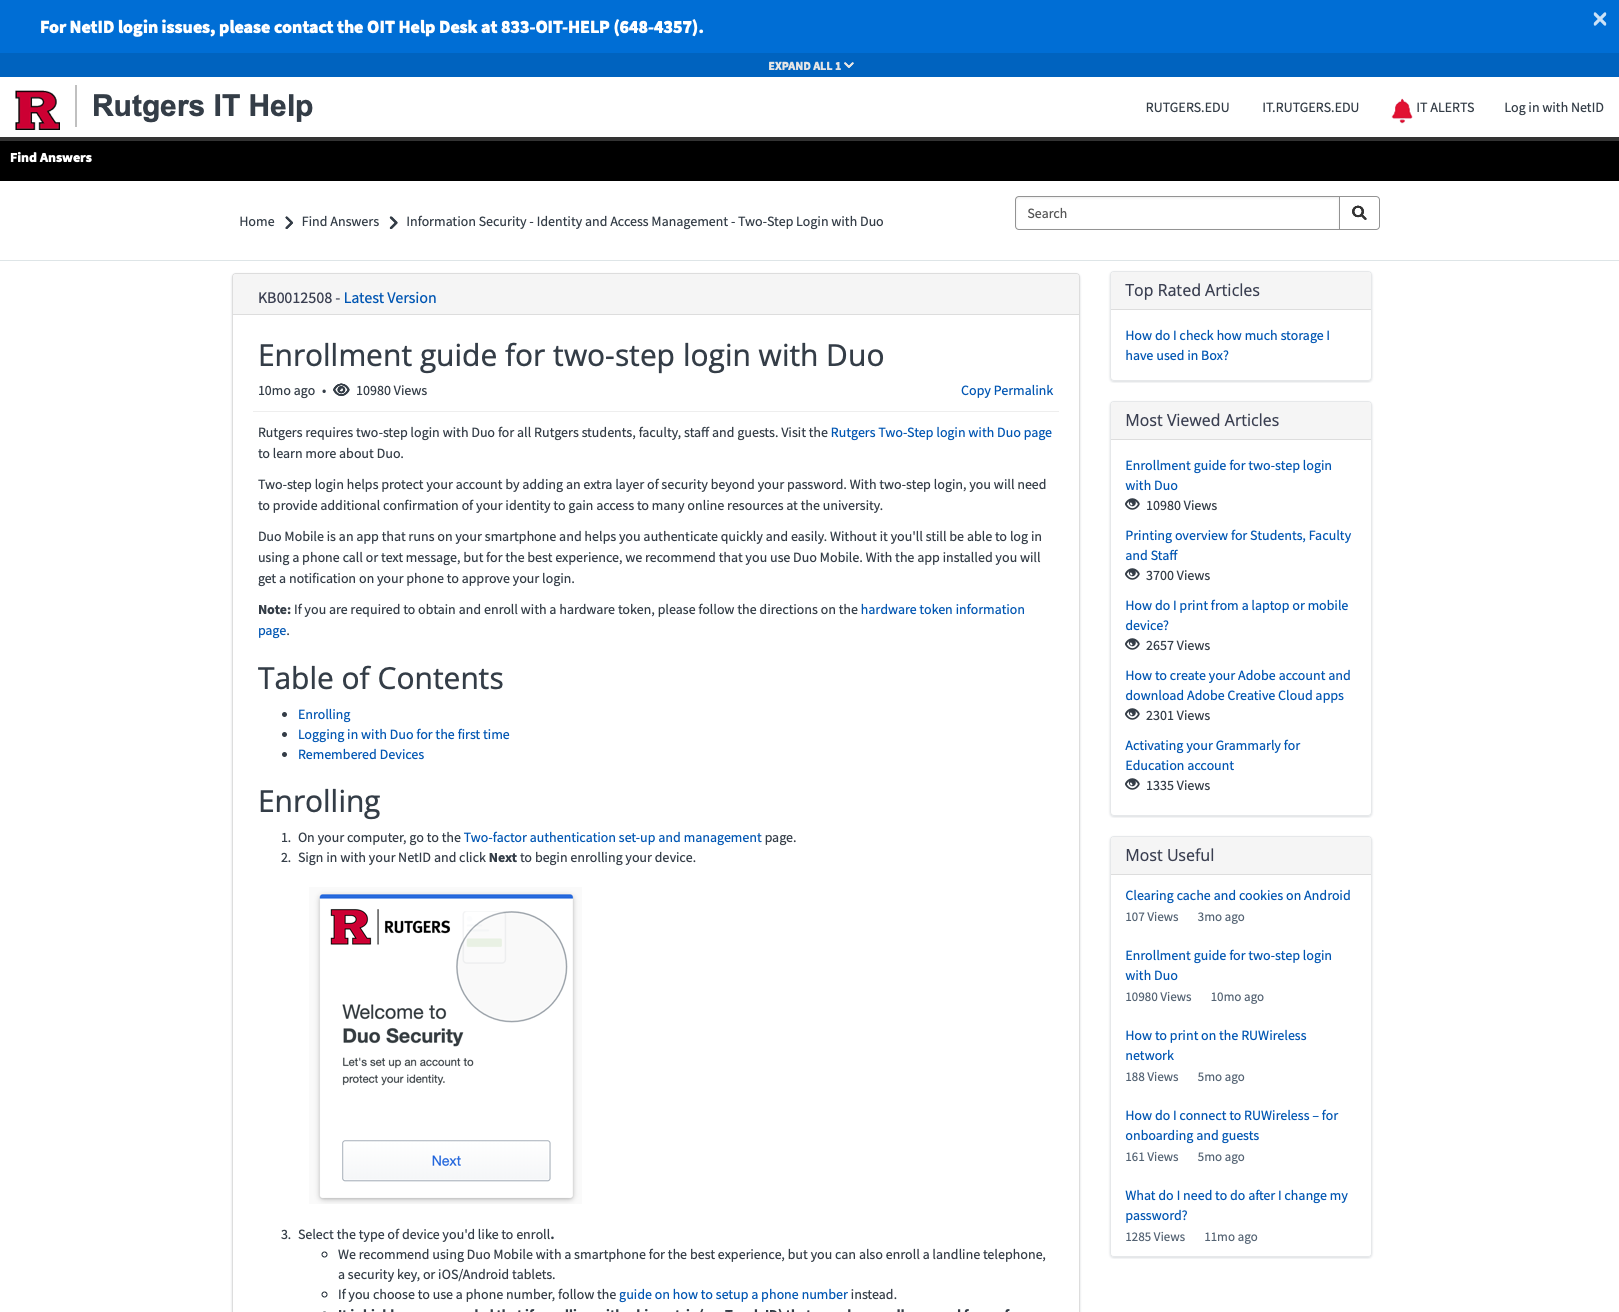 For NetID login issues, please contact the OIT Help Desk at 833-OIT-HELP (648-4357).
EXPAND ALL 1
R Rutgers IT Help
RUTGERS.EDU IT.RUTGERS.EDU IT ALERTS Log in with NetID
Find Answers
Home Find Answers Information Security - Identity and Access Management - Two-Step Login with Duo
Search
KB0012508 - Latest Version
Enrollment guide for two-step login with Duo
10mo ago • 10980 Views
Copy Permalink
Rutgers requires two-step login with Duo for all Rutgers students, faculty, staff and guests. Visit the Rutgers Two-Step login with Duo page
to learn more about Duo.
Two-step login helps protect your account by adding an extra layer of security beyond your password. With two-step login, you will need
to provide additional confirmation of your identity to gain access to many online resources at the university.
Duo Mobile is an app that runs on your smartphone and helps you authenticate quickly and easily. Without it you'll still be able to log in
using a phone call or text message, but for the best experience, we recommend that you use Duo Mobile. With the app installed you will
get a notification on your phone to approve your login.
Note: If you are required to obtain and enroll with a hardware token, please follow the directions on the hardware token information
page.
Table of Contents
• Enrolling
• Logging in with Duo for the first time
• Remembered Devices
Enrolling
1. On your computer, go to the Two-factor authentication set-up and management page.
2. Sign in with your NetID and click Next to begin enrolling your device.
R RUTGERS
Welcome to
Duo Security
Let's set up an account to
protect your identity.
Next
3. Select the type of device you'd like to enroll.
We recommend using Duo Mobile with a smartphone for the best experience, but you can also enroll a landline telephone,
a security key, or iOS/Android tablets.
If you choose to use a phone number, follow the guide on how to setup a phone number instead.
Top Rated Articles
How do I check how much storage I
have used in Box?
Most Viewed Articles
Enrollment guide for two-step login
with Duo
10980 Views
Printing overview for Students, Faculty
and Staff
3700 Views
How do I print from a laptop or mobile
device?
2657 Views
How to create your Adobe account and
download Adobe Creative Cloud apps
2301 Views
Activating your Grammarly for
Education account
1335 Views
Most Useful
Clearing cache and cookies on Android
107 Views 3mo ago
Enrollment guide for two-step login
with Duo
10980 Views 10mo ago
How to print on the RUWireless
network
188 Views 5mo ago
How do I connect to RUWireless – for
onboarding and guests
161 Views 5mo ago
What do I need to do after I change my
password?
1285 Views 11mo ago